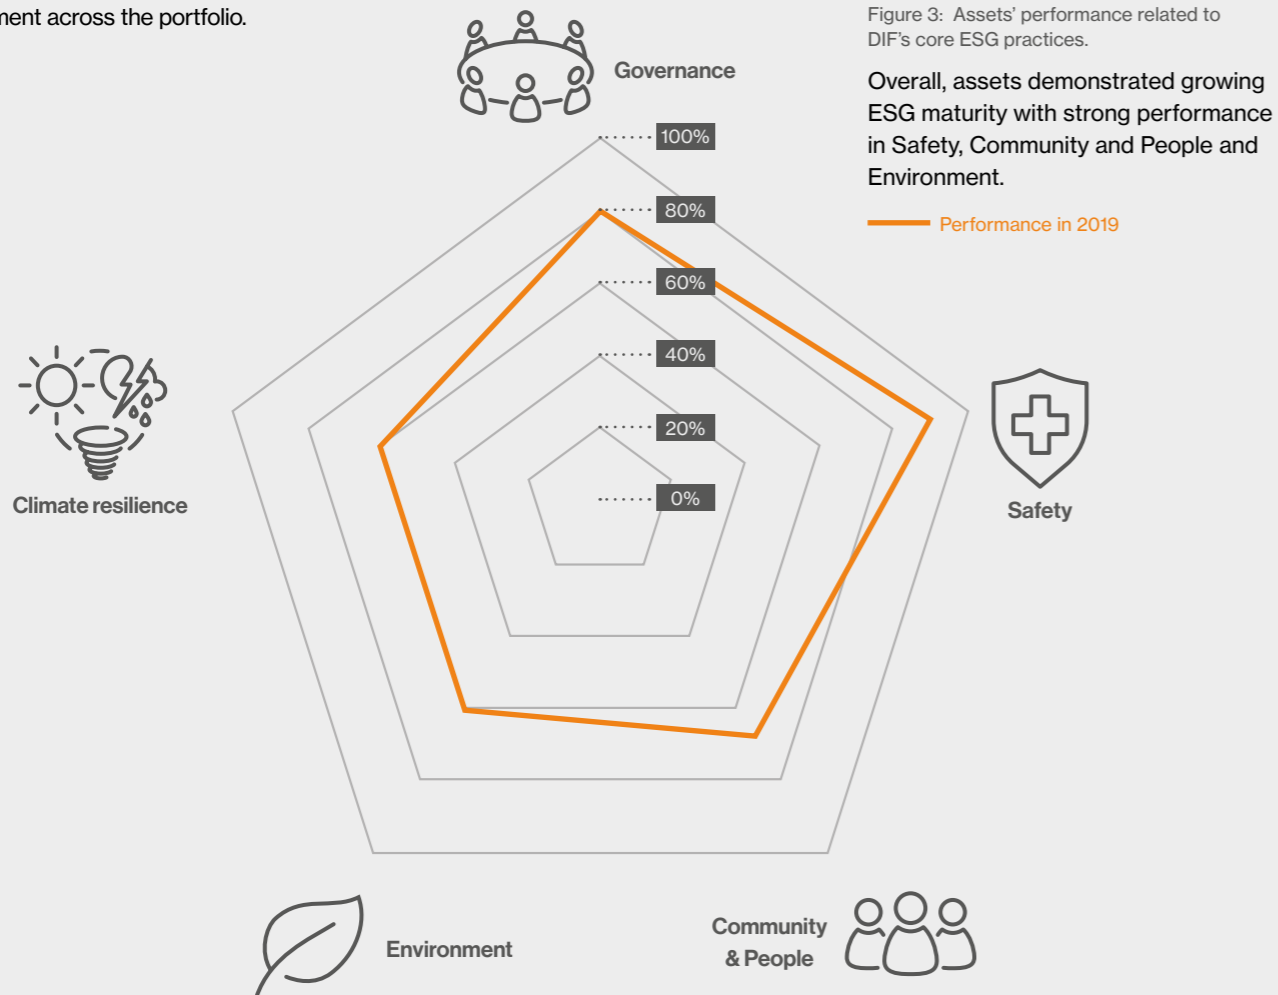 ment across the portfolio.
Figure 3: Assets' performance related to
DIF's core ESG practices.
Overall, assets demonstrated growing
ESG maturity with strong performance
in Safety, Community and People and
Environment.
Performance in 2019
Governance
100%
80%
60%
40%
20%
0%
Climate resilience
Safety
Environment
Community
& People